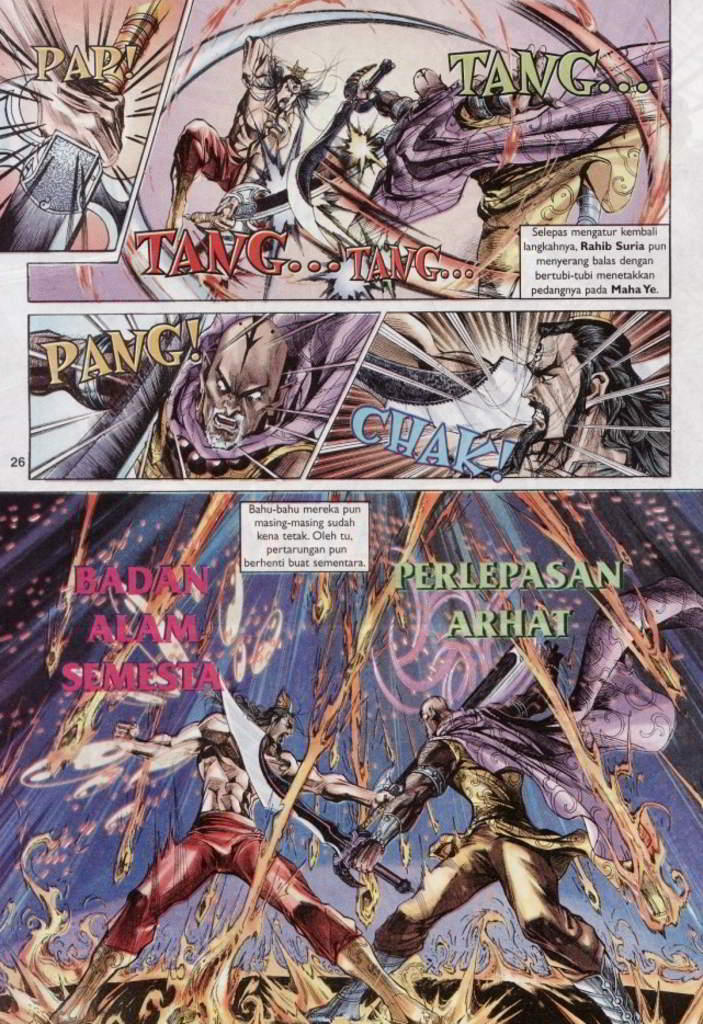 PAP!
TANG...
TANG... TANG...
Selepas mengatur kembali
langkahnya, Rahib Suria pun
menyerang balas dengan
bertubi-tubi menetakkan
pedangnya pada Maha Ye.
PANG!
CHAK!
26
Bahu-bahu mereka pun
masing-masing sudah
kena tetak. Oleh tu,
pertarungan pun
berhenti buat sementara.
BADAN
ALAM
SEMESTA
PERLEPASAN
ARHAT